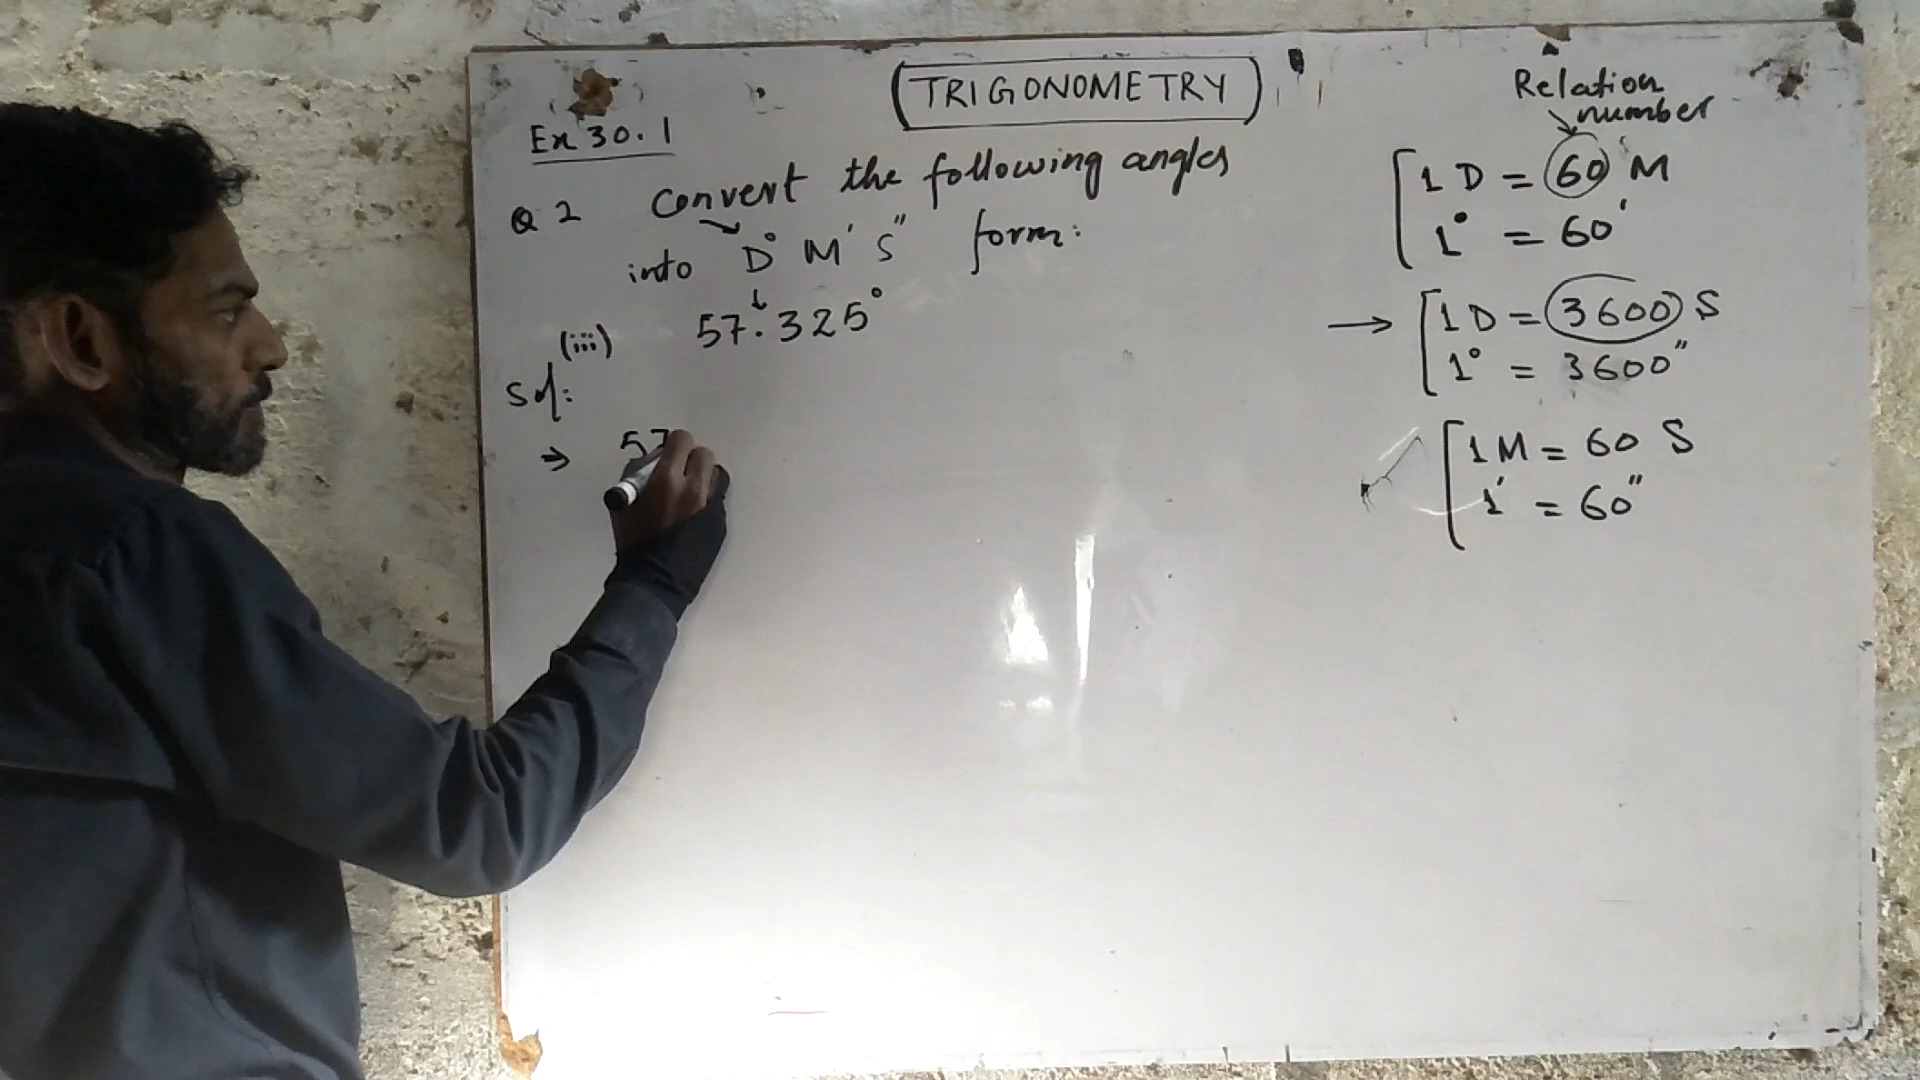 TRIGONOMETRY
Ex 30.1
Q 2 Convert the following angles
into D° M' S" form:
(iii) 57.325°
Sol:
⇒ 57
Relation
number
1 D = 60 M
1° = 60'
→ 1 D = 3600 S
1° = 3600"
1 M = 60 S
1' = 60"